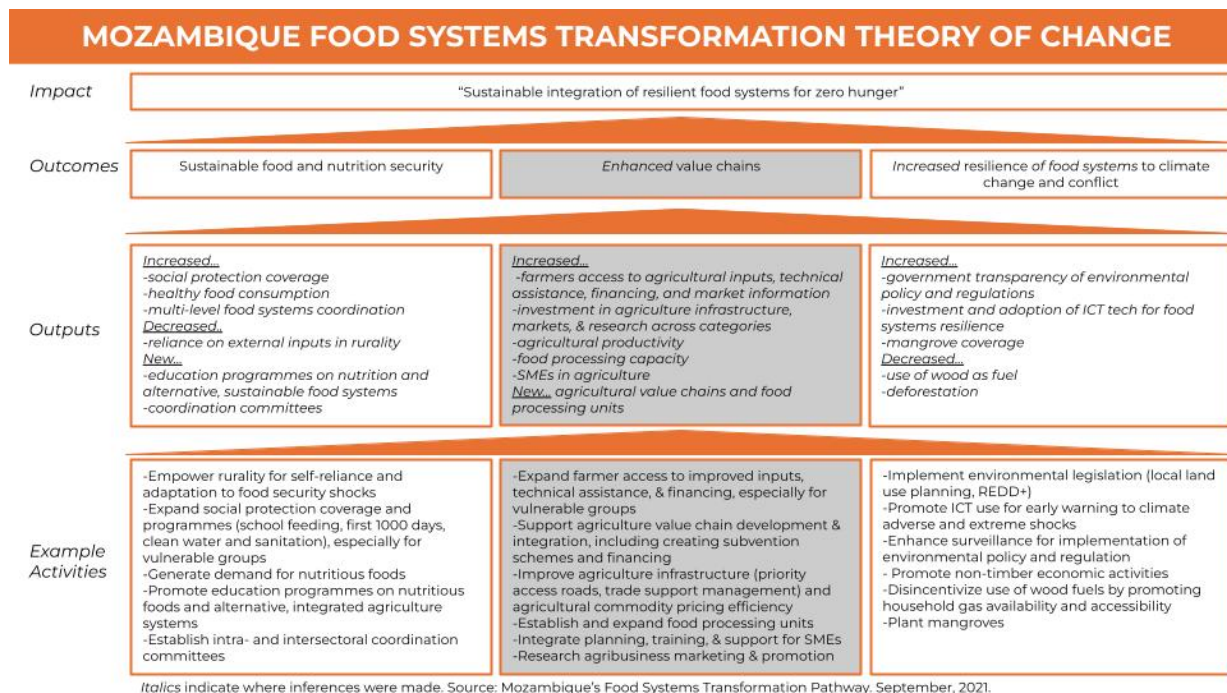 MOZAMBIQUE FOOD SYSTEMS TRANSFORMATION THEORY OF CHANGE
Impact
“Sustainable integration of resilient food systems for zero hunger”
Outcomes
Sustainable food and nutrition security
Enhanced value chains
Increased resilience of food systems to climate
change and conflict
Outputs
Increased...
-social protection coverage
-healthy food consumption
-multi-level food systems coordination
Decreased..
-reliance on external inputs in rurality
New...
-education programmes on nutrition and
alternative, sustainable food systems
-coordination committees
Increased...
-farmers access to agricultural inputs, technical
assistance, financing, and market information
-investment in agriculture infrastructure,
markets, & research across categories
-agricultural productivity
-food processing capacity
-SMEs in agriculture
New... agricultural value chains and food
processing units
Increased...
-government transparency of environmental
policy and regulations
-investment and adoption of ICT tech for food
systems resilience
-mangrove coverage
Decreased...
-use of wood as fuel
-deforestation
Example
Activities
-Empower rurality for self-reliance and
adaptation to food security shocks
-Expand social protection coverage and
programmes (school feeding, first 1000 days,
clean water and sanitation), especially for
vulnerable groups
-Generate demand for nutritious foods
-Promote education programmes on nutritious
foods and alternative, integrated agriculture
systems
-Establish intra- and intersectoral coordination
committees
-Expand farmer access to improved inputs,
technical assistance, & financing, especially for
vulnerable groups
-Support agriculture value chain development &
integration, including creating subvention
schemes and financing
-Improve agriculture infrastructure (priority
access roads, trade support management) and
agricultural commodity pricing efficiency
-Establish and expand food processing units
-Integrate planning, training, & support for SMEs
-Research agribusiness marketing & promotion
-Implement environmental legislation (local land
use planning, REDD+)
-Promote ICT use for early warning to climate
adverse and extreme shocks
-Enhance surveillance for implementation of
environmental policy and regulation
- Promote non-timber economic activities
-Disincentivize use of wood fuels by promoting
household gas availability and accessibility
-Plant mangroves
Italics indicate where inferences were made. Source: Mozambique's Food Systems Transformation Pathway. September, 2021.